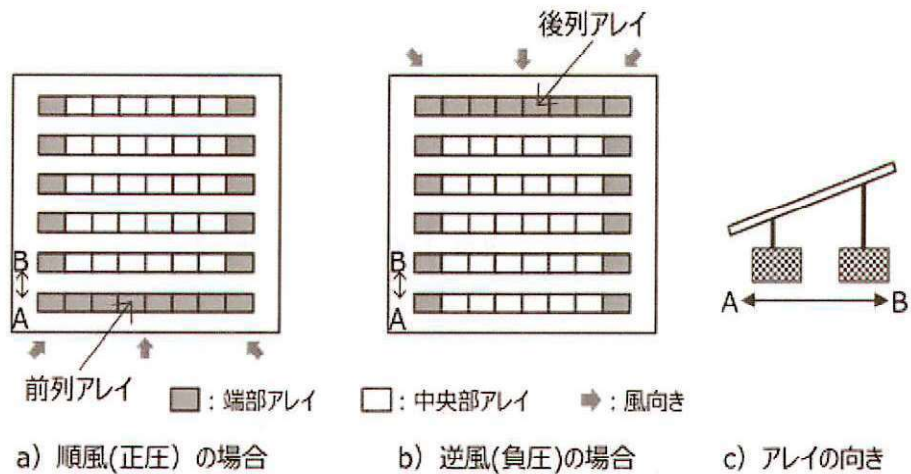 後列アレイ
B
A
前列アレイ
B
A
A
B
：端部アレイ
：中央部アレイ
：風向き
a）順風(正圧）の場合
b）逆風(負圧)の場合
c）アレイの向き